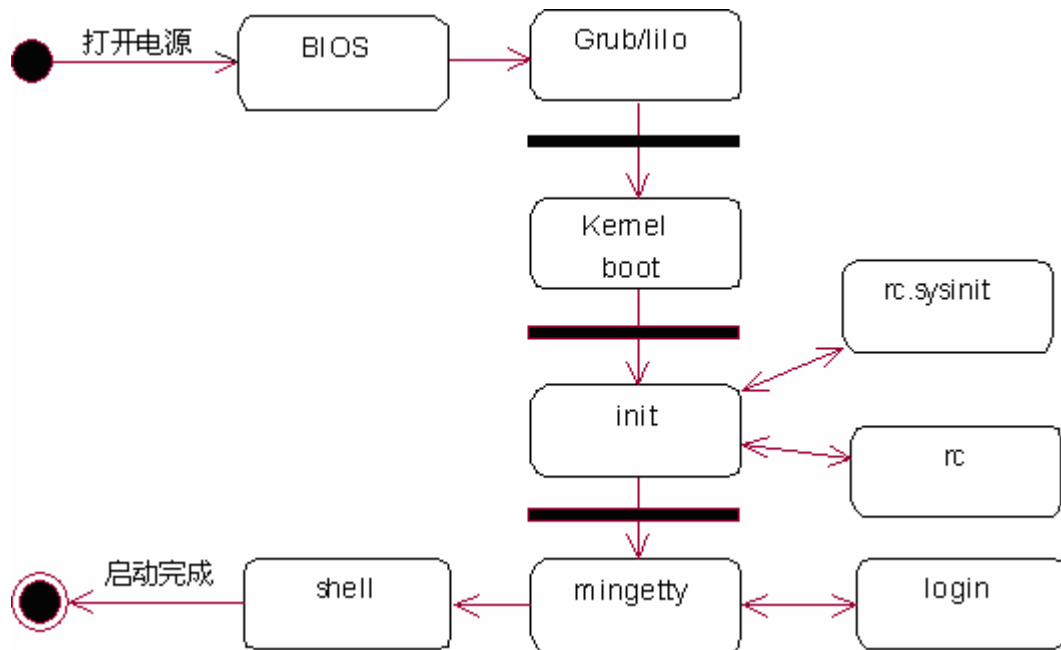 打开电源
BIOS
Grub/lilo
Kernel
boot
rc.sysinit
init
rc
启动完成
shell
mingetty
login